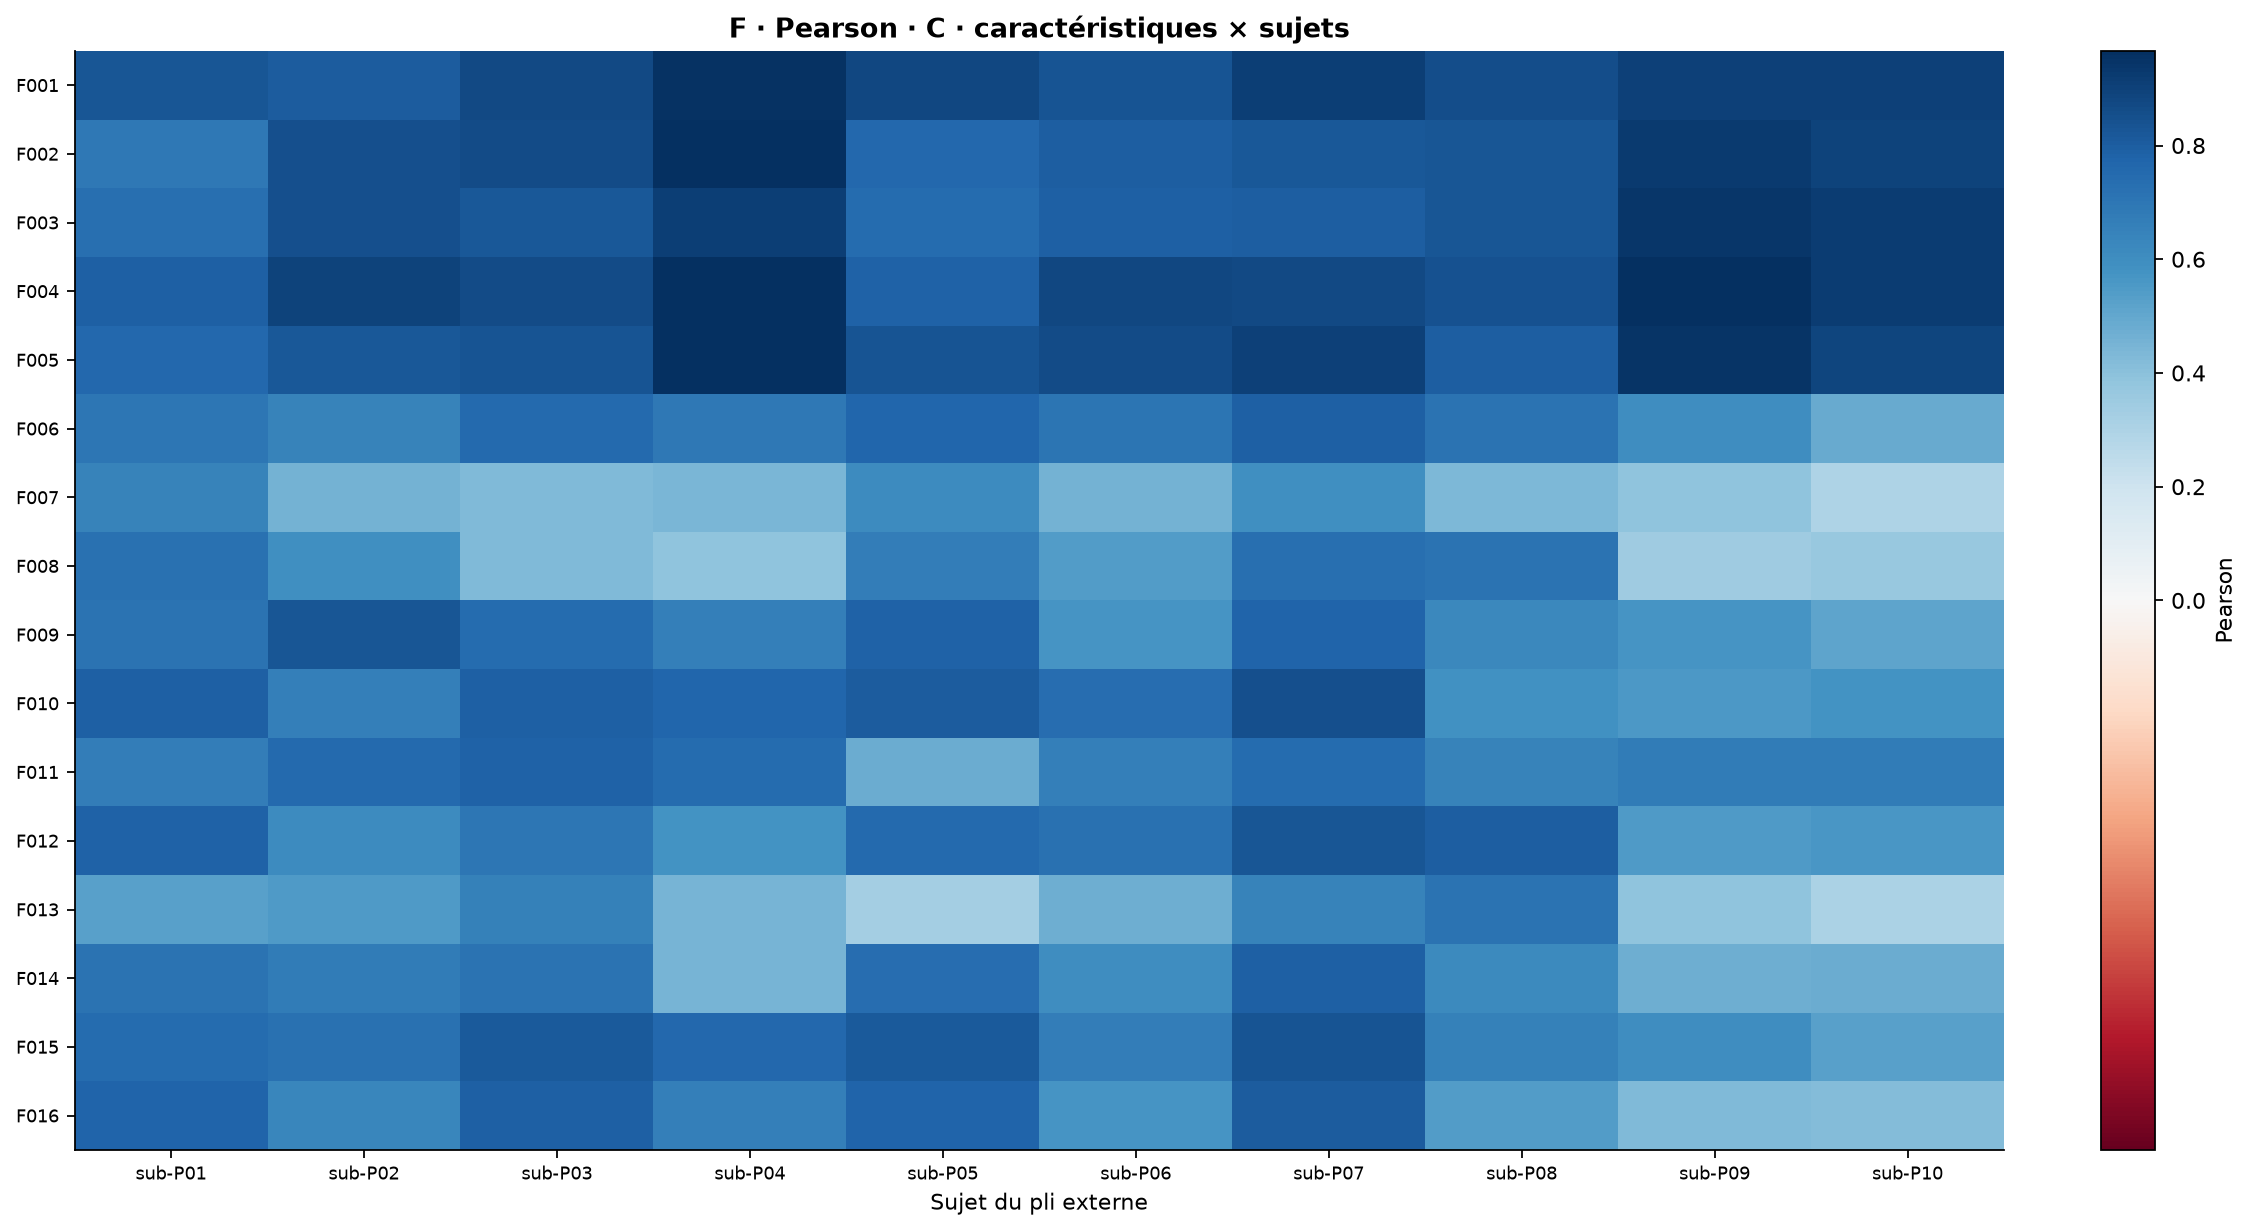 F · Pearson · C · caractéristiques × sujets
F001
F002
F003
F004
F005
F006
F007
F008
F009
F010
F011
F012
F013
F014
F015
F016
sub-P01 sub-P02 sub-P03 sub-P04 sub-P05 sub-P06 sub-P07 sub-P08 sub-P09 sub-P10
Sujet du pli externe
0.8
0.6
0.4
0.2
0.0
Pearson